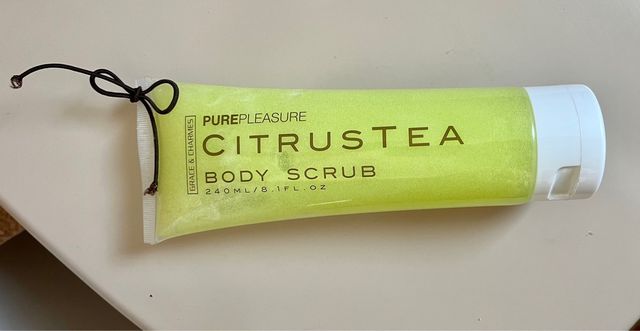 GRACE & CHARMES
PUREPLEASURE
CITRUSTEA
BODY SCRUB
240ML/8.1FL.OZ